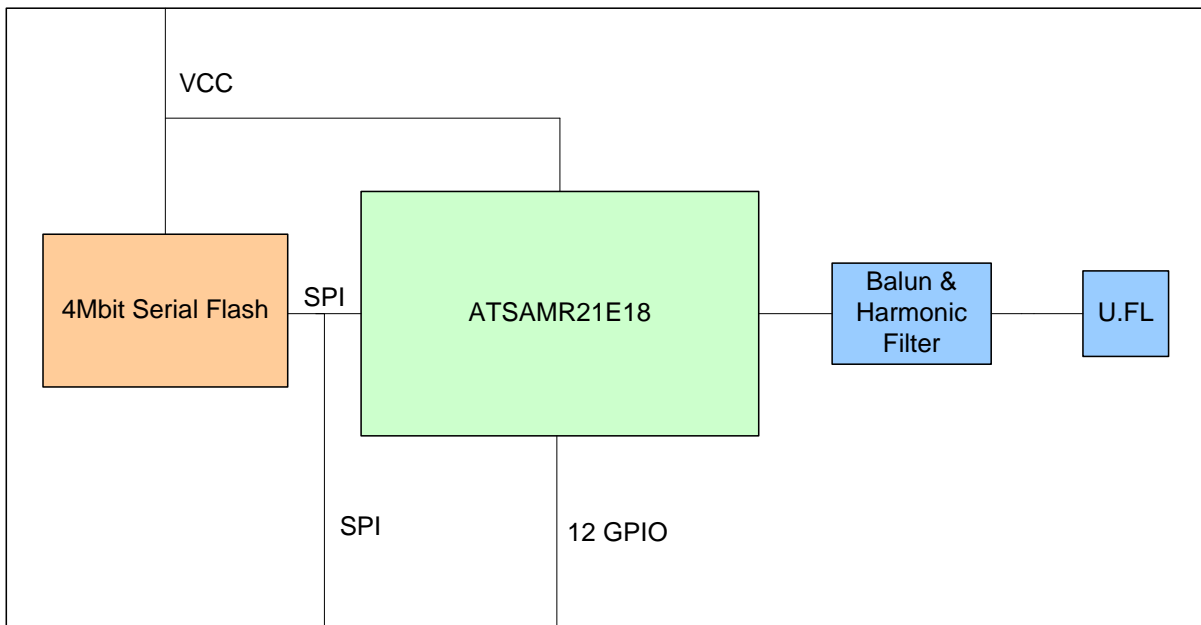 VCC
4Mbit Serial Flash
SPI
ATSAMR21E18
Balun &
Harmonic
Filter
U.FL
SPI
12 GPIO